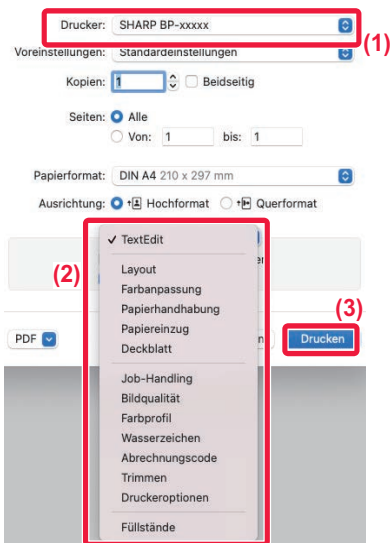 Drucker: SHARP BP-xxxxx
(1)
Voreinstellungen: Standardeinstellungen
Kopien: 1 Beidseitig
Seiten: Alle
Von: 1 bis: 1
Papierformat: DIN A4 210 x 297 mm
Ausrichtung: Hochformat Querformat
✓ TextEdit
(2)
Layout
Farbanpassung
Papierhandhabung
Papiereinzug
Deckblatt
(3)
PDF Drucken
Job-Handling
Bildqualität
Farbprofil
Wasserzeichen
Abrechnungscode
Trimmen
Druckeroptionen
Füllstände